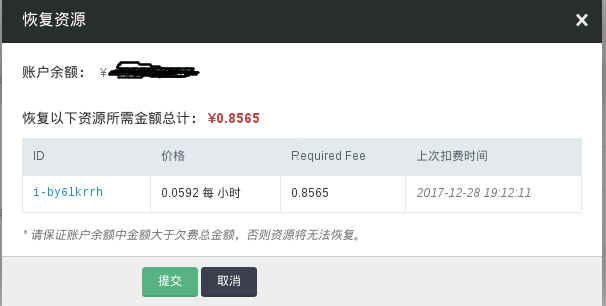 恢复资源
账户余额： ¥
恢复以下资源所需金额总计： ¥0.8565
ID 价格 Required Fee 上次扣费时间
i-by6lkrrh 0.0592 每 小时 0.8565 2017-12-28 19:12:11
* 请保证账户余额中金额大于欠费总金额，否则资源将无法恢复。
提交 取消